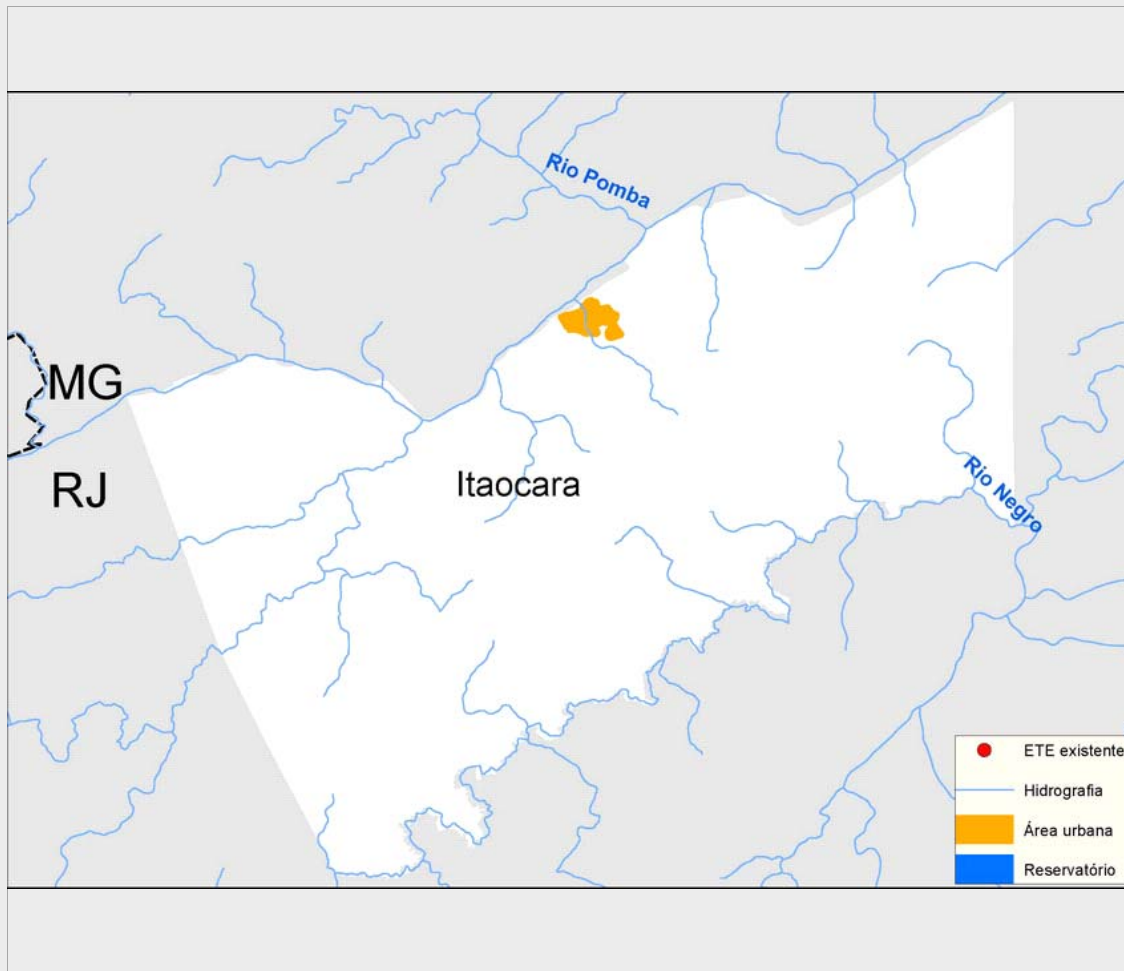 Rio Pomba
MG
RJ
Itaocara
Rio Negro
ETE existente
Hidrografia
Área urbana
Reservatório